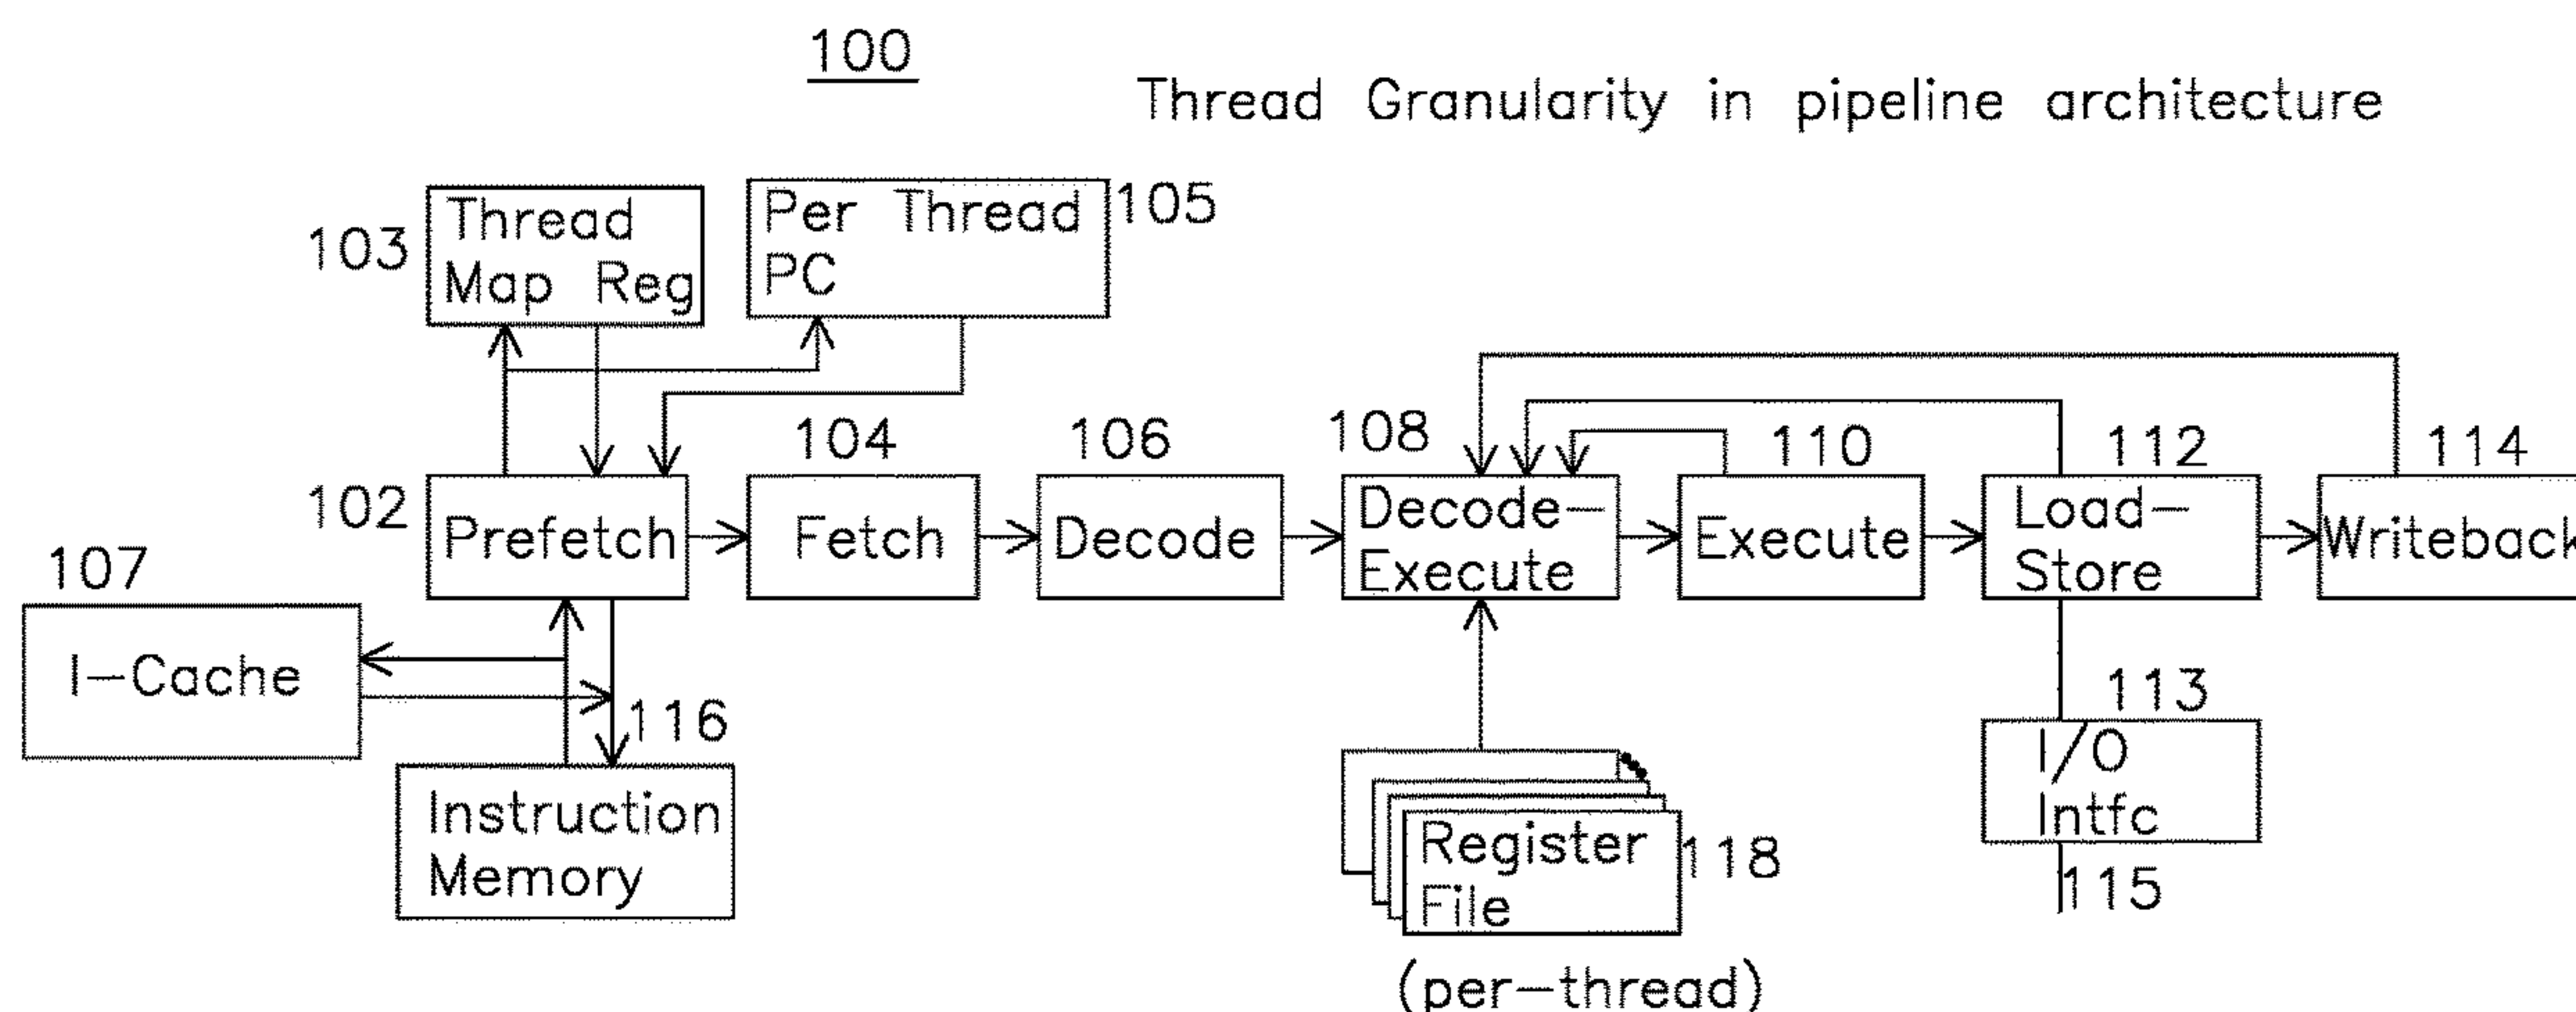 100
Thread Granularity in pipeline architecture
103
Thread
Map Reg
Per Thread
PC
105
102
Prefetch
104
Fetch
106
Decode
108
Decode-
Execute
110
Execute
112
Load-
Store
114
Writeback
107
I-Cache
116
Instruction
Memory
118
Register
File
(per-thread)
113
I/O
Intfc
115